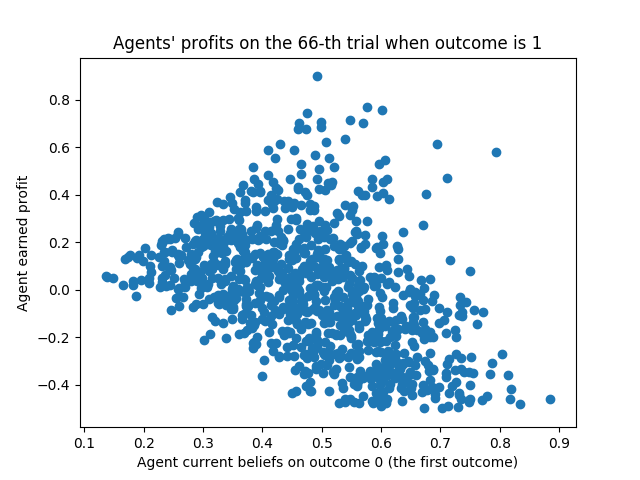 Agents' profits on the 66-th trial when outcome is 1
Agent earned profit
0.8
0.6
0.4
0.2
0.0
−0.2
−0.4
0.1 0.2 0.3 0.4 0.5 0.6 0.7 0.8 0.9
Agent current beliefs on outcome 0 (the first outcome)